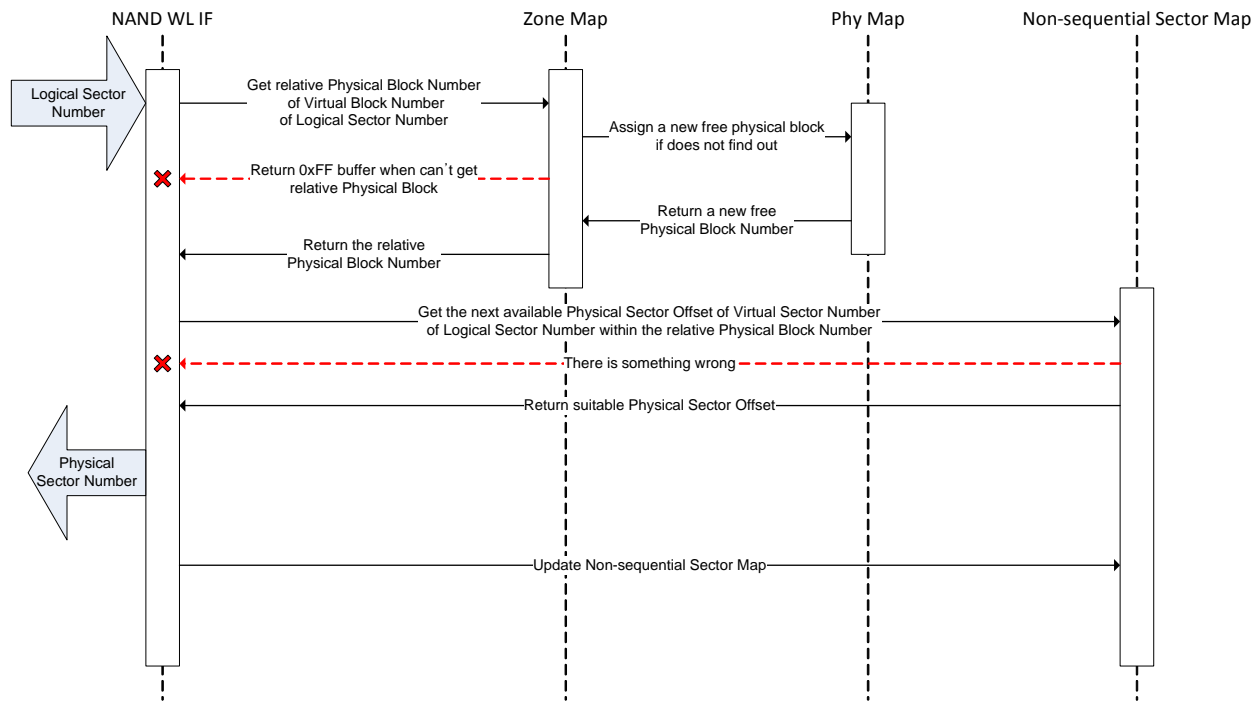 NAND WL IF
Zone Map
Phy Map
Non-sequential Sector Map
Logical Sector
Number
Get relative Physical Block Number
of Virtual Block Number
of Logical Sector Number
Assign a new free physical block
if does not find out
Return 0xFF buffer when can't get
relative Physical Block
Return a new free
Physical Block Number
Return the relative
Physical Block Number
Get the next available Physical Sector Offset of Virtual Sector Number
of Logical Sector Number within the relative Physical Block Number
There is something wrong
Return suitable Physical Sector Offset
Physical
Sector Number
Update Non-sequential Sector Map